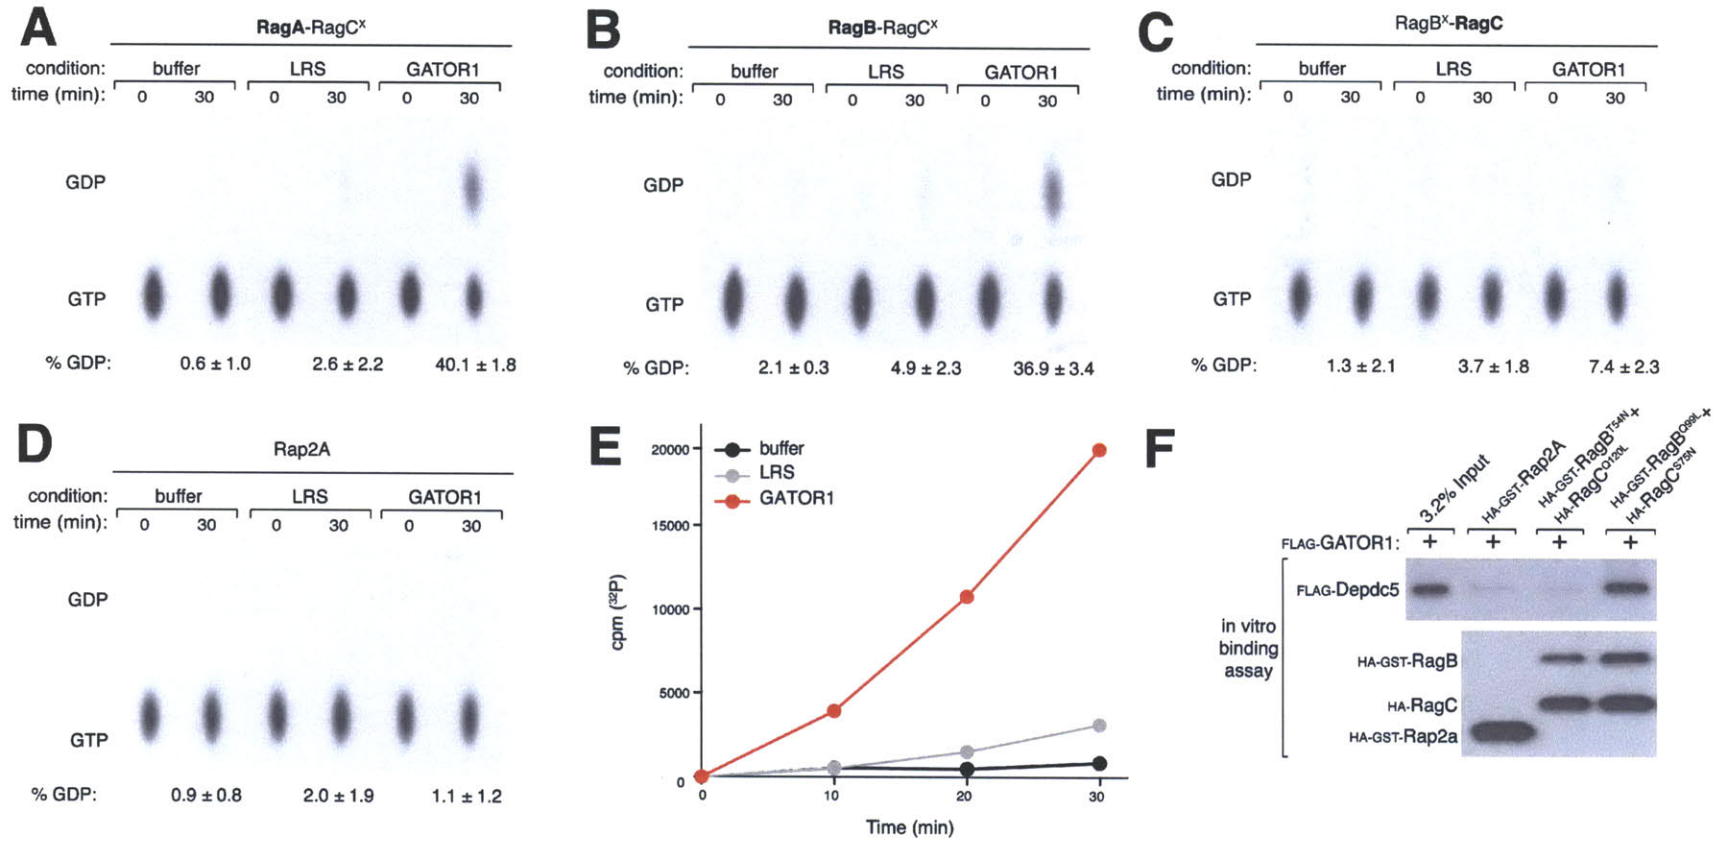 A
RagA-RagCˣ
condition: buffer LRS GATOR1
time (min): 0 30 0 30 0 30
GDP
GTP
% GDP: 0.6 ± 1.0 2.6 ± 2.2 40.1 ± 1.8
B
RagB-RagCˣ
condition: buffer LRS GATOR1
time (min): 0 30 0 30 0 30
GDP
GTP
% GDP: 2.1 ± 0.3 4.9 ± 2.3 36.9 ± 3.4
C
RagBˣ-RagC
condition: buffer LRS GATOR1
time (min): 0 30 0 30 0 30
GDP
GTP
% GDP: 1.3 ± 2.1 3.7 ± 1.8 7.4 ± 2.3
D
Rap2A
condition: buffer LRS GATOR1
time (min): 0 30 0 30 0 30
GDP
GTP
% GDP: 0.9 ± 0.8 2.0 ± 1.9 1.1 ± 1.2
E
buffer
LRS
GATOR1
20000
15000
10000
5000
0
cpm (³²P)
0 10 20 30
Time (min)
F
3.2% Input
HA-GST-Rap2A
HA-GST-RagBᵀ⁵⁴ᴺ+
HA-RagC^Q120L
HA-GST-RagB^Q99L+
HA-RagC^S75N
FLAG-GATOR1: + + + +
FLAG-Depdc5
in vitro
binding
assay
HA-GST-RagB
HA-RagC
HA-GST-Rap2a